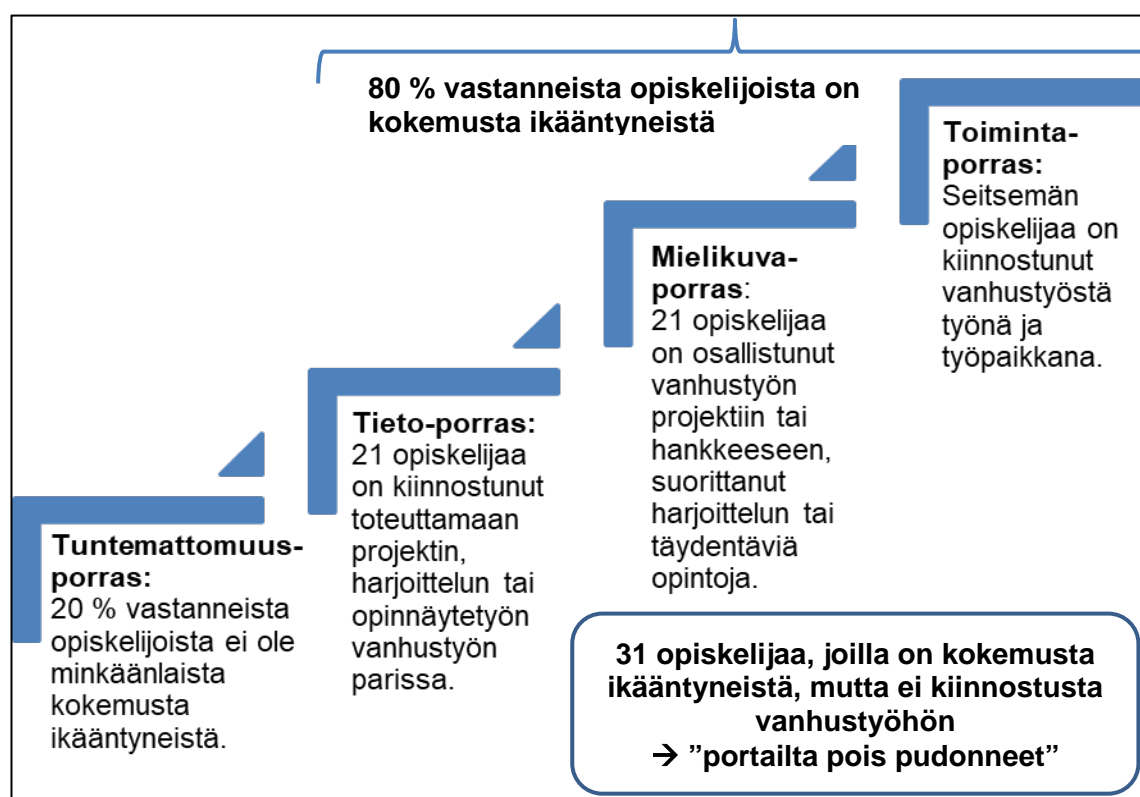 80 % vastanneista opiskelijoista on
kokemusta ikääntyneistä
Tuntemattomuus-
porras:
20 % vastanneista
opiskelijoista ei ole
minkäänlaista
kokemusta
ikääntyneistä.
Tieto-porras:
21 opiskelijaa
on kiinnostunut
toteuttamaan
projektin,
harjoittelun tai
opinnäytetyön
vanhustyön
parissa.
Mielikuva-
porras:
21 opiskelijaa
on osallistunut
vanhustyön
projektiin tai
hankkeeseen,
suorittanut
harjoittelun tai
täydentäviä
opintoja.
Toiminta-
porras:
Seitsemän
opiskelijaa on
kiinnostunut
vanhustyöstä
työnä ja
työpaikkana.
31 opiskelijaa, joilla on kokemusta
ikääntyneistä, mutta ei kiinnostusta
vanhustyöhön
→ ”portailta pois pudonneet”